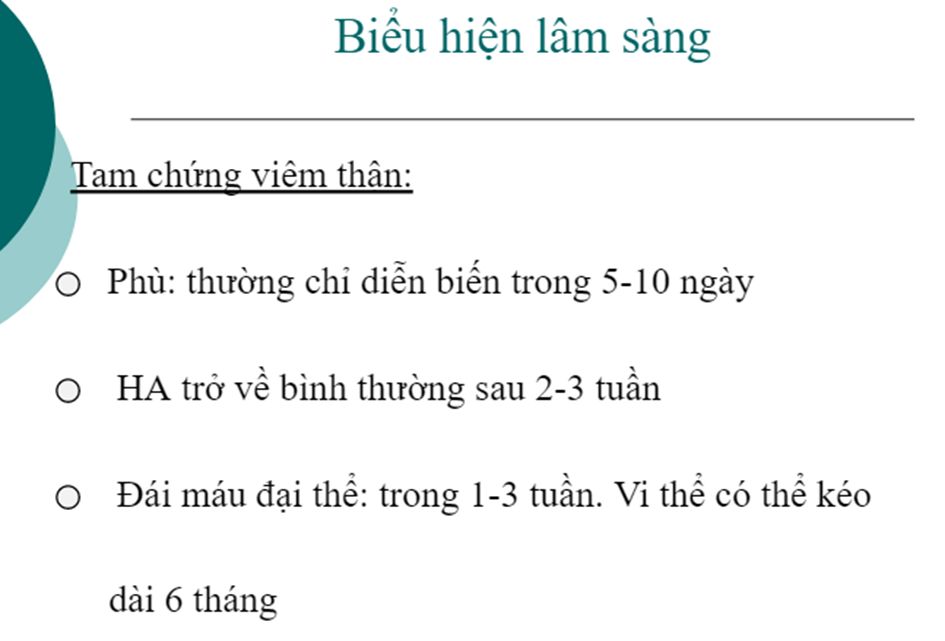 Biểu hiện lâm sàng
Tam chứng viêm thân:
Phù: thường chỉ diễn biến trong 5-10 ngày
HA trở về bình thường sau 2-3 tuần
Đái máu đại thể: trong 1-3 tuần. Vi thể có thể kéo
dài 6 tháng